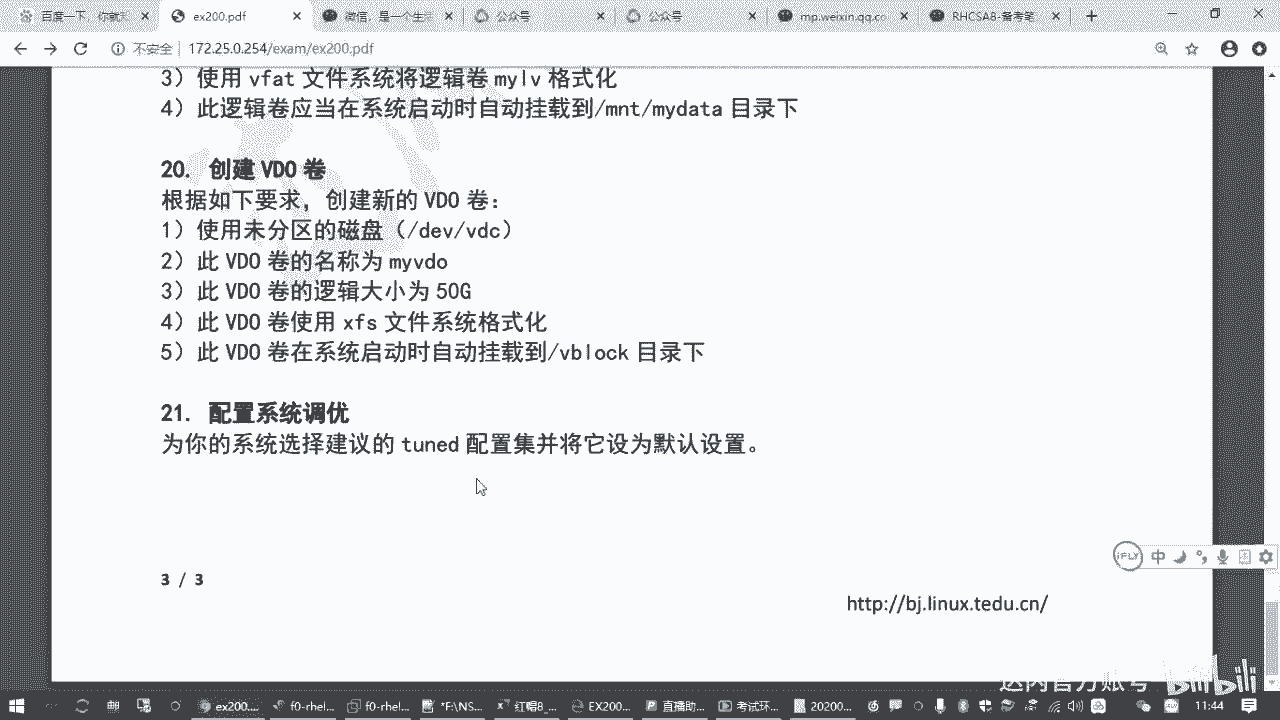 百度一下，你就知
ex200.pdf
微信，是一个生活
公众号
公众号
mp.weixin.qq.co
RHCSA8-备考笔
不安全
172.25.0.254/exam/ex200.pdf
3）使用 vfat 文件系统将逻辑卷 mylv 格式化
4）此逻辑卷应当在系统启动时自动挂载到/mnt/mydata 目录下
20. 创建 VDO 卷
根据如下要求，创建新的 VDO 卷：
1）使用未分区的磁盘（/dev/vdc）
2）此 VDO 卷的名称为 myvdo
3）此 VDO 卷的逻辑大小为 50G
4）此 VDO 卷使用 xfs 文件系统格式化
5）此 VDO 卷在系统启动时自动挂载到/vblock 目录下
21. 配置系统调优
为你的系统选择建议的 tuned 配置集并将它设为默认设置。
3 / 3
http://bj.linux.tedu.cn/
iFLY
中
达内官方账号
bilibili
ex200....
f0-rhel...
f0-rhel...
*F:\NS...
红帽8_...
EX200...
直播助...
考试环...
20200...
11:44